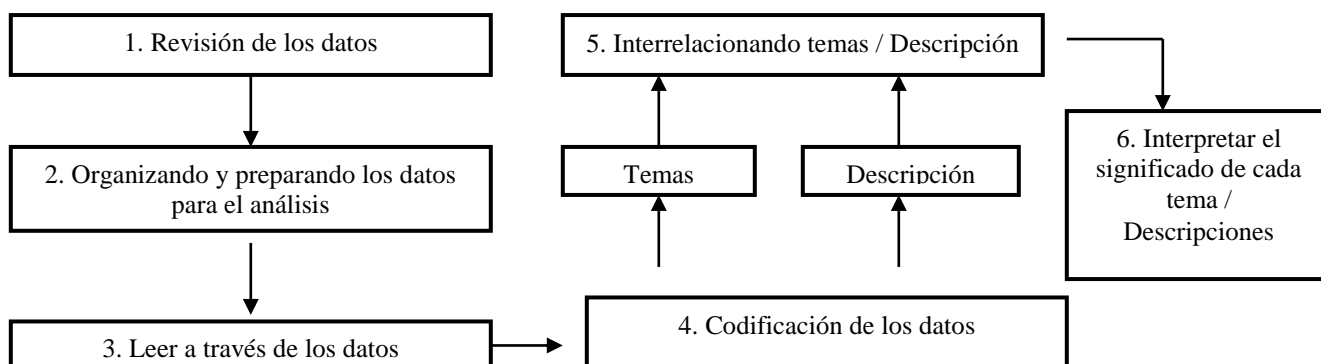 1. Revisión de los datos
2. Organizando y preparando los datos
para el análisis
3. Leer a través de los datos
4. Codificación de los datos
Temas
Descripción
5. Interrelacionando temas / Descripción
6. Interpretar el
significado de cada
tema /
Descripciones